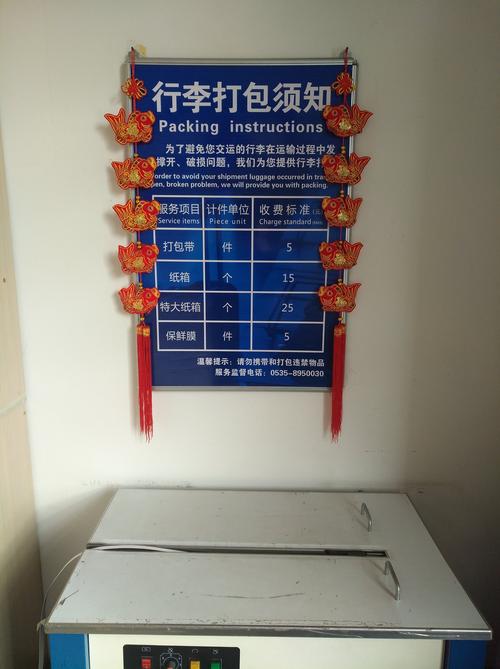 行李打包须知
Packing instructions
为了避免您交运的行李在运输过程中发
撑开、破损问题，我们为您提供行李打
order to avoid your shipment luggage occurred in
broken problem, we will provide you with packing.
服务项目 计件单位 收费标准
Service items Piece unit Charge standard
打包带 件 5
纸箱 个 15
特大纸箱 个 25
保鲜膜 件 5
温馨提示：请勿携带和打包违禁物品
服务监督电话：0535-8950030